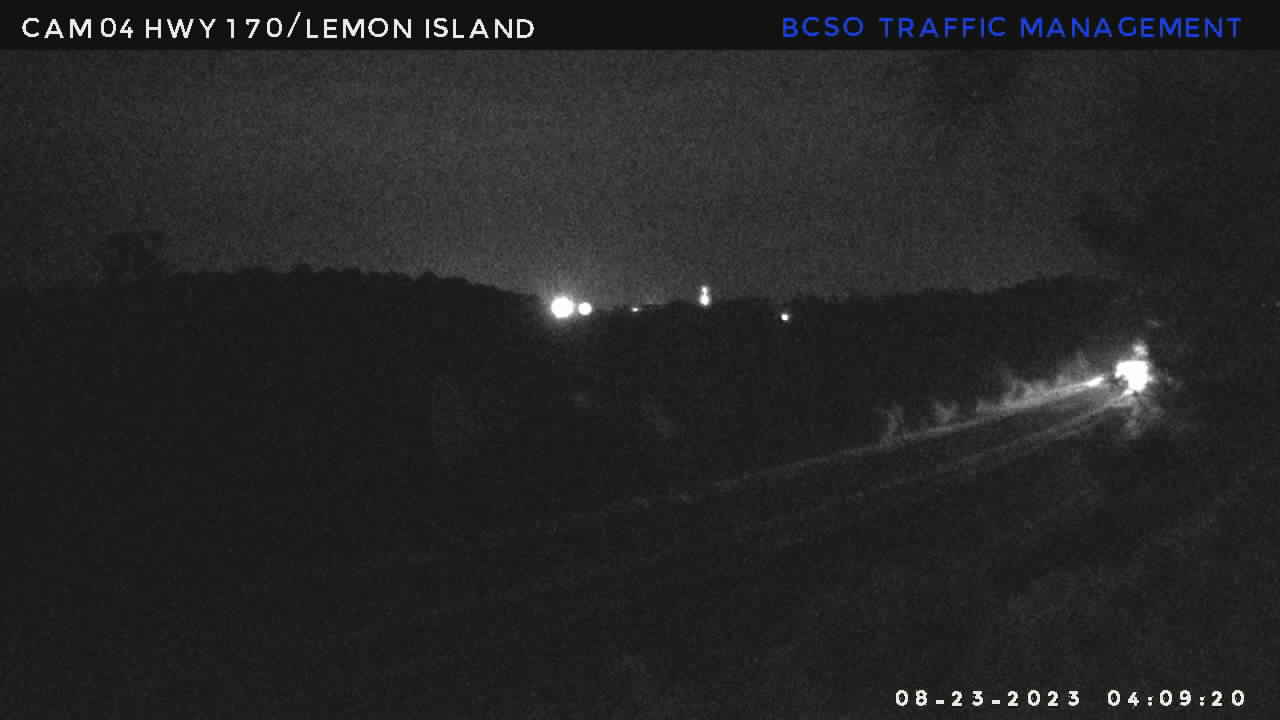 CAM04 HWY 170/LEMON ISLAND
BCSO TRAFFIC MANAGEMENT
08-23-2023 04:09:20